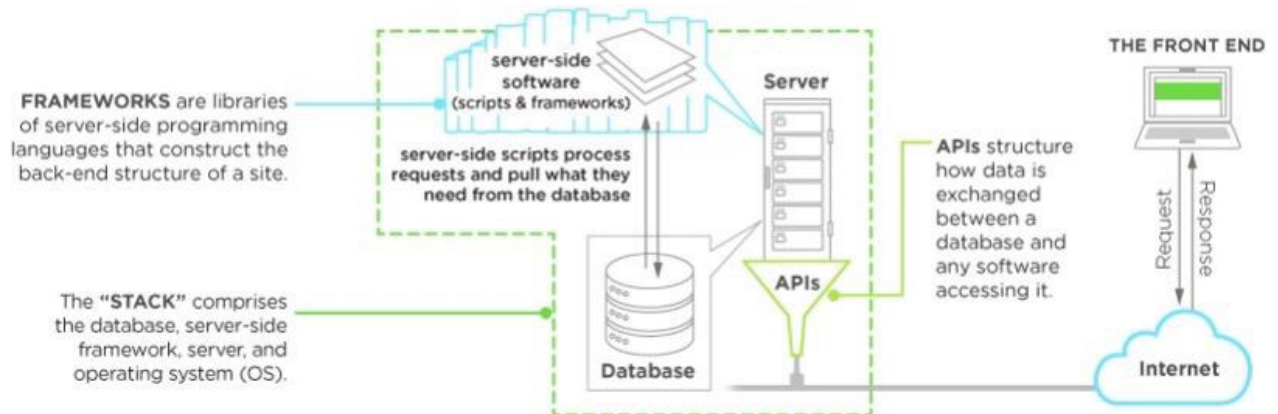 FRAMEWORKS are libraries
of server-side programming
languages that construct the
back-end structure of a site.
The “STACK” comprises
the database, server-side
framework, server, and
operating system (OS).
server-side
software
(scripts & frameworks)
server-side scripts process
requests and pull what they
need from the database
Database
Server
APIs
APIs structure
how data is
exchanged
between a
database and
any software
accessing it.
THE FRONT END
Request
Response
Internet